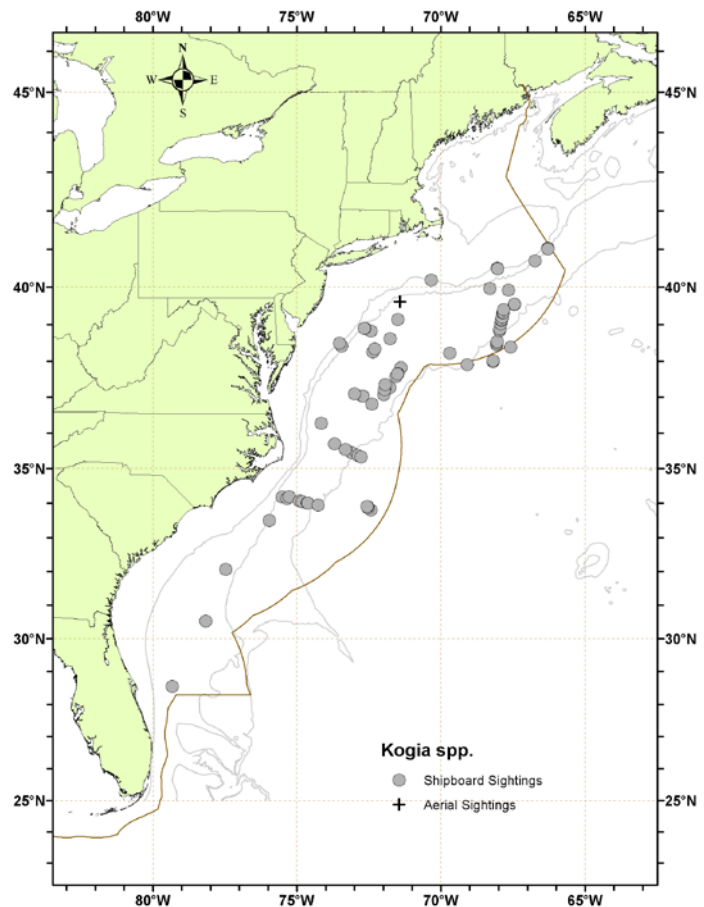 80°W 75°W 70°W 65°W
N
W E
S
45°N 45°N
40°N 40°N
35°N 35°N
30°N 30°N
Kogia spp.
Shipboard Sightings
25°N Aerial Sightings 25°N
80°W 75°W 70°W 65°W